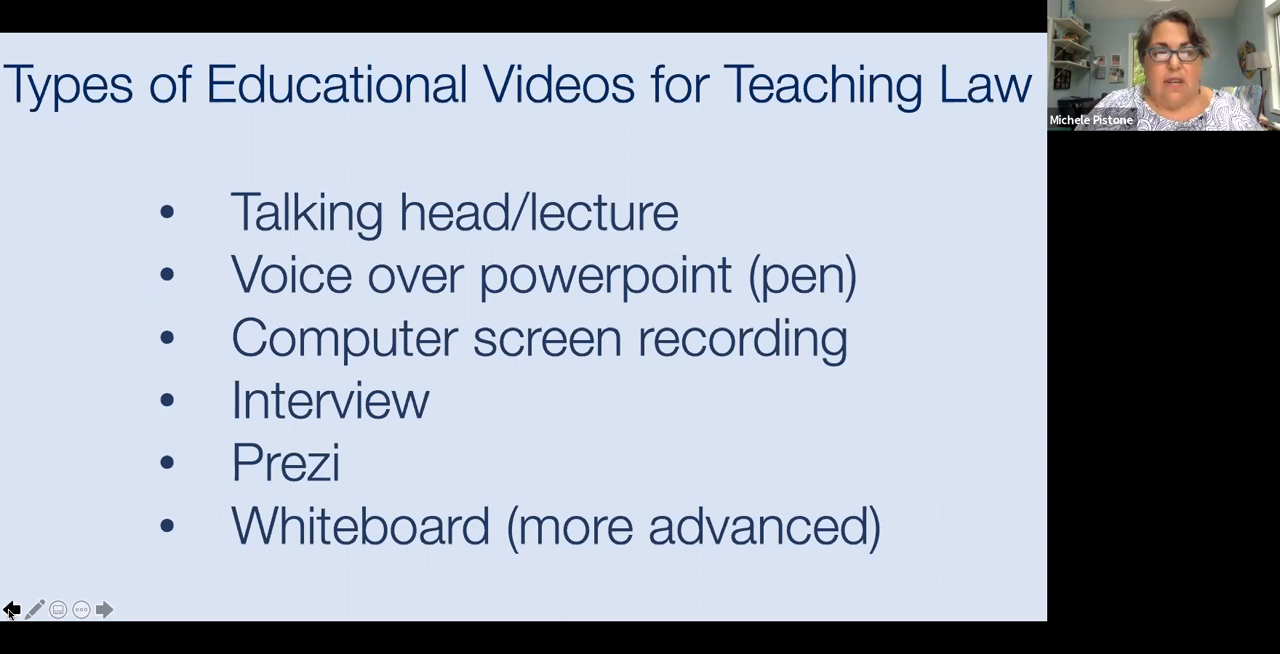 Types of Educational Videos for Teaching Law
Michele Pistone
• Talking head/lecture
• Voice over powerpoint (pen)
• Computer screen recording
• Interview
• Prezi
• Whiteboard (more advanced)